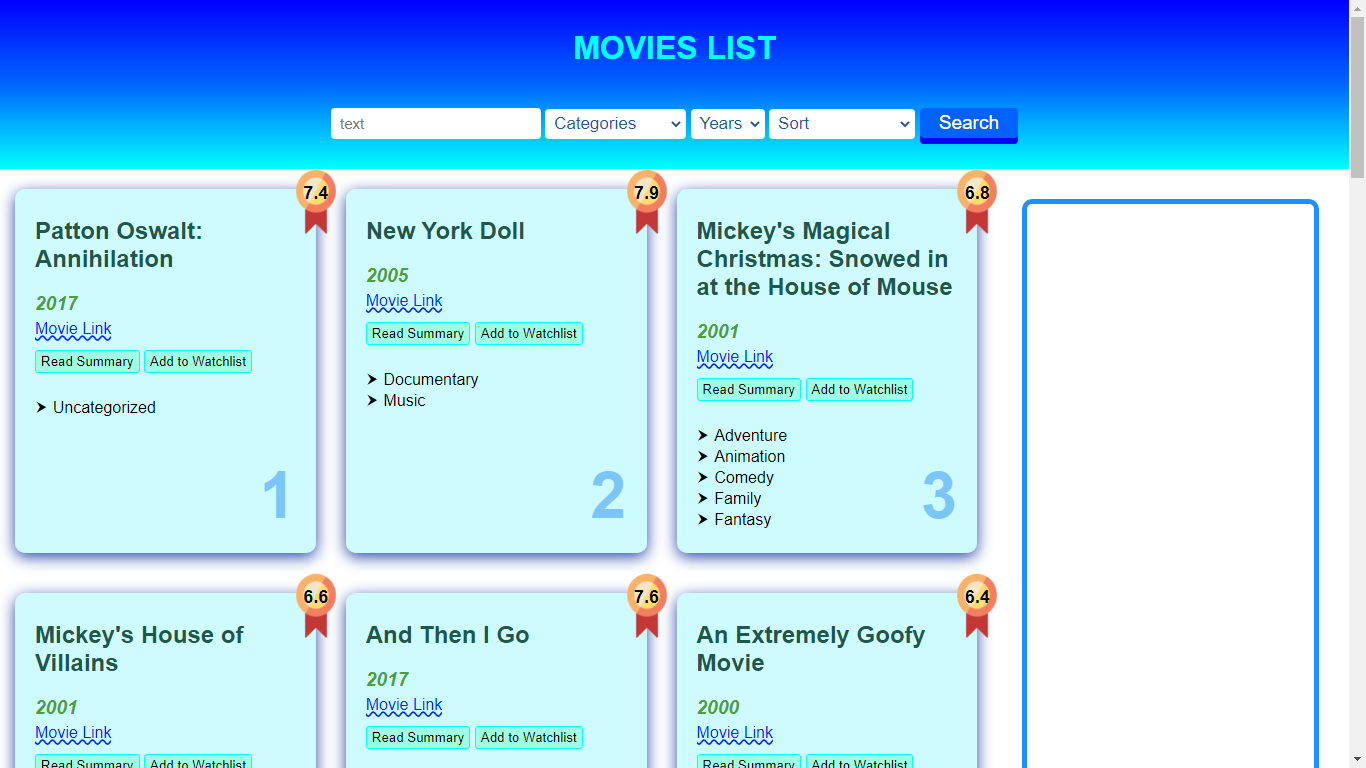 MOVIES LIST
text Categories Years Sort Search
7.4
Patton Oswalt:
Annihilation
2017
Movie Link
Read Summary Add to Watchlist
Uncategorized
1
7.9
New York Doll
2005
Movie Link
Read Summary Add to Watchlist
Documentary
Music
2
6.8
Mickey's Magical
Christmas: Snowed in
at the House of Mouse
2001
Movie Link
Read Summary Add to Watchlist
Adventure
Animation
Comedy
Family
Fantasy
3
6.6
Mickey's House of
Villains
2001
Movie Link
Read Summary Add to Watchlist
7.6
And Then I Go
2017
Movie Link
Read Summary Add to Watchlist
6.4
An Extremely Goofy
Movie
2000
Movie Link
Read Summary Add to Watchlist